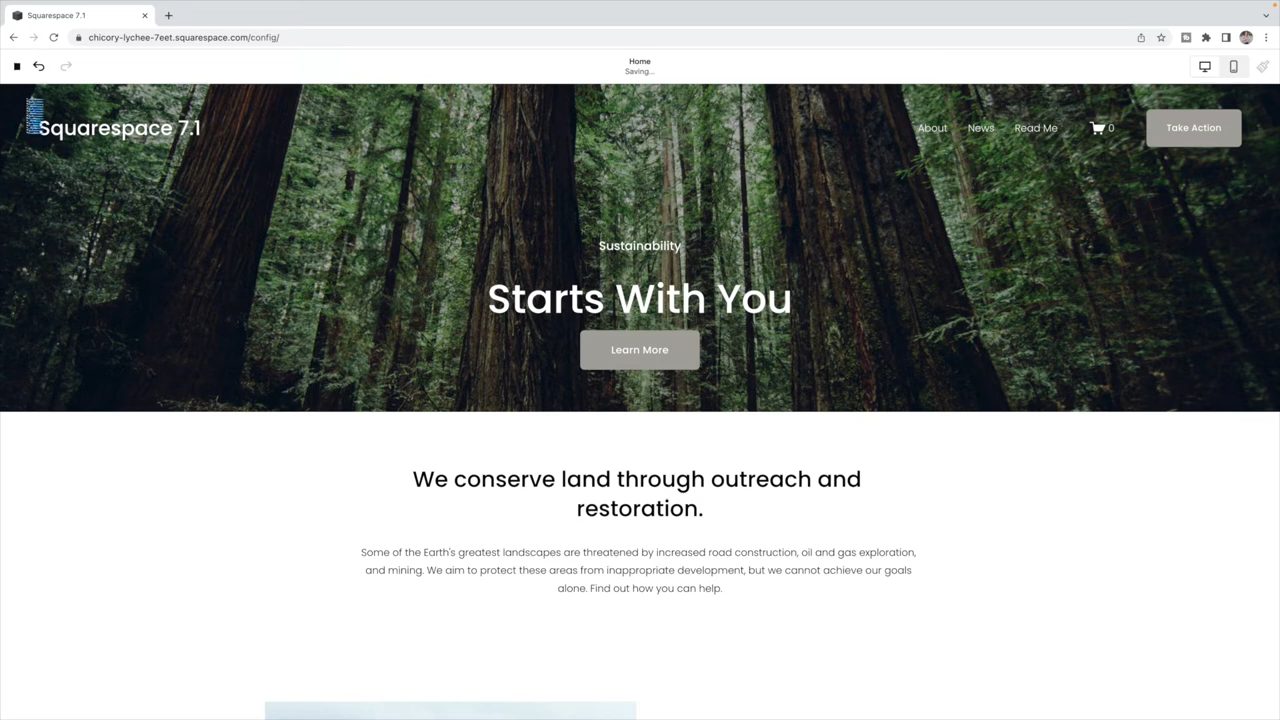 Squarespace 7.1
chicory-lychee-7eet.squarespace.com/config/
Home
Saving...
Squarespace 7.1
About News Read Me 0 Take Action
Sustainability
Starts With You
Learn More
We conserve land through outreach and
restoration.
Some of the Earth's greatest landscapes are threatened by increased road construction, oil and gas exploration,
and mining. We aim to protect these areas from inappropriate development, but we cannot achieve our goals
alone. Find out how you can help.